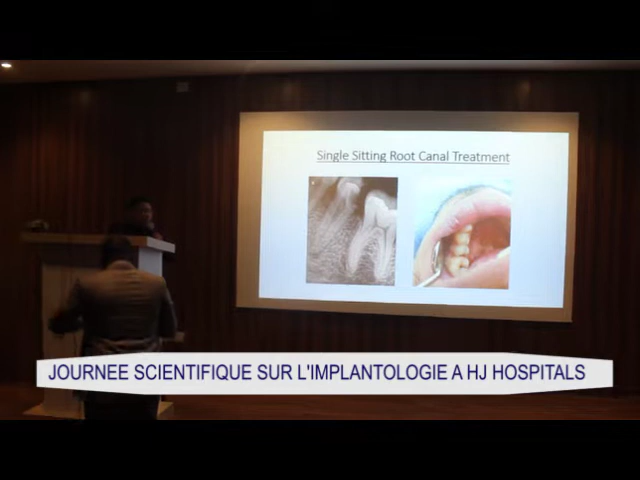 Single Sitting Root Canal Treatment
JOURNEE SCIENTIFIQUE SUR L'IMPLANTOLOGIE A HJ HOSPITALS